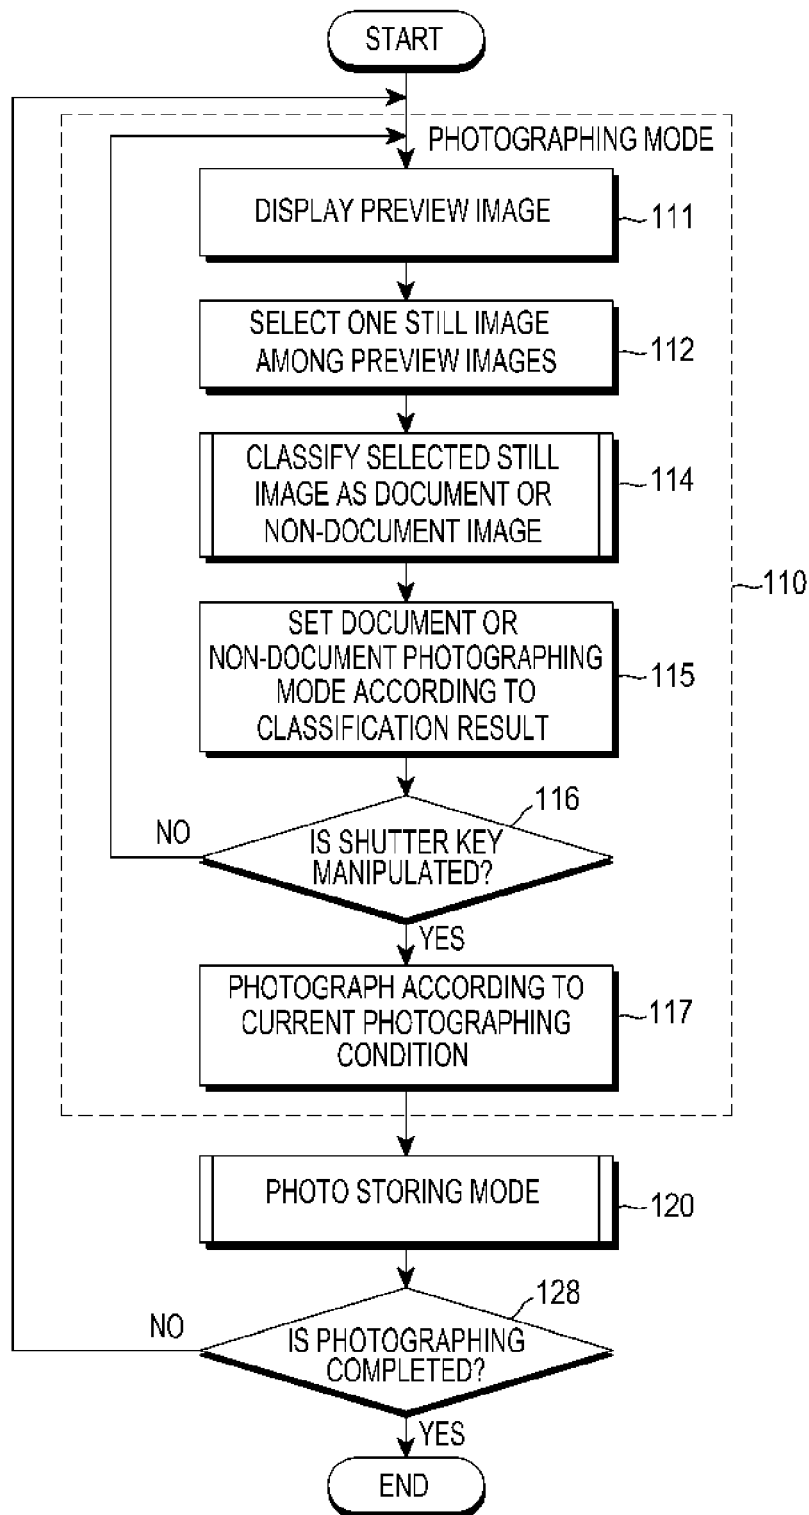 START
PHOTOGRAPHING MODE
DISPLAY PREVIEW IMAGE
111
SELECT ONE STILL IMAGE
AMONG PREVIEW IMAGES
112
CLASSIFY SELECTED STILL
IMAGE AS DOCUMENT OR
NON-DOCUMENT IMAGE
114
110
SET DOCUMENT OR
NON-DOCUMENT PHOTOGRAPHING
MODE ACCORDING TO
CLASSIFICATION RESULT
115
116
NO
IS SHUTTER KEY
MANIPULATED?
YES
PHOTOGRAPH ACCORDING TO
CURRENT PHOTOGRAPHING
CONDITION
117
PHOTO STORING MODE
120
128
NO
IS PHOTOGRAPHING
COMPLETED?
YES
END